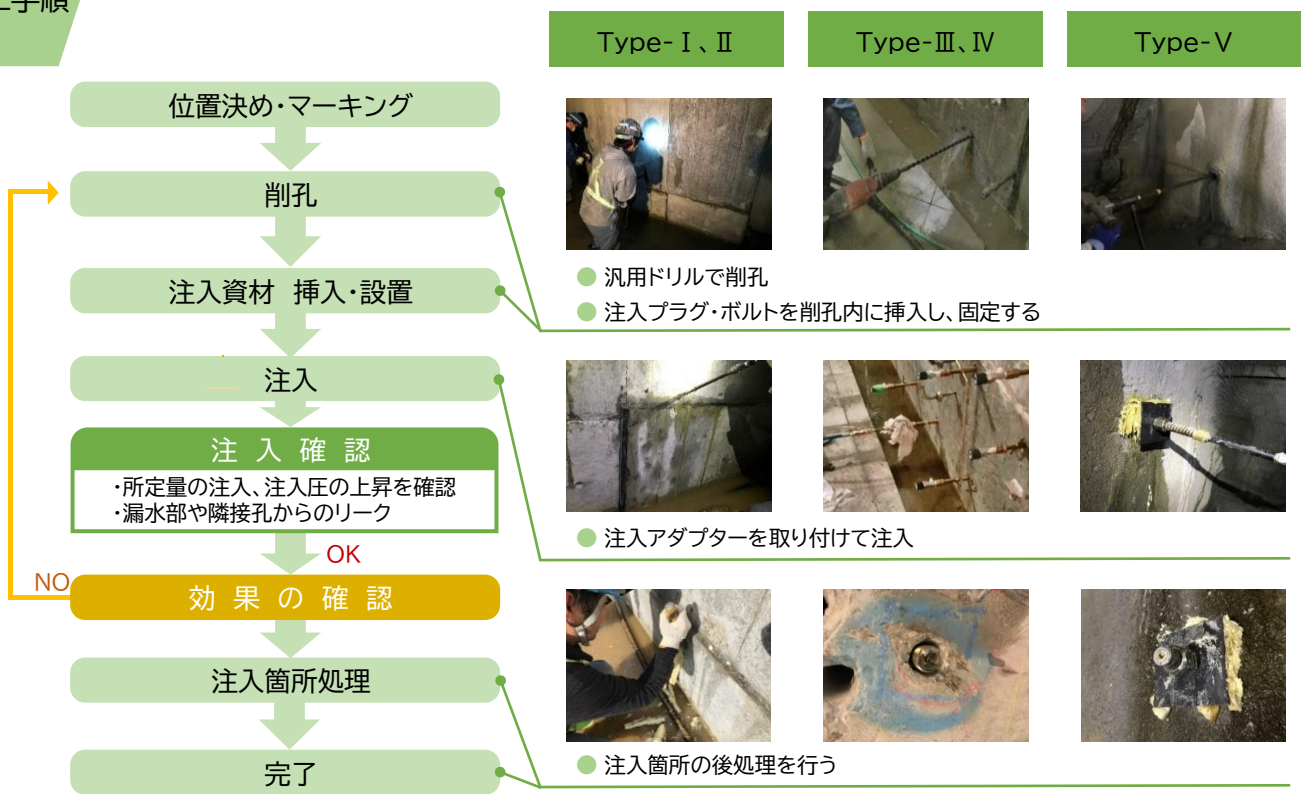 工手順
Type-Ⅰ、Ⅱ
Type-Ⅲ、Ⅳ
Type-Ⅴ
位置決め・マーキング
削孔
注入資材 挿入・設置
● 汎用ドリルで削孔
● 注入プラグ・ボルトを削孔内に挿入し、固定する
注入
注入確認
・所定量の注入、注入圧の上昇を確認
・漏水部や隣接孔からのリーク
● 注入アダプターを取り付けて注入
OK
NO
効果の確認
注入箇所処理
● 注入箇所の後処理を行う
完了